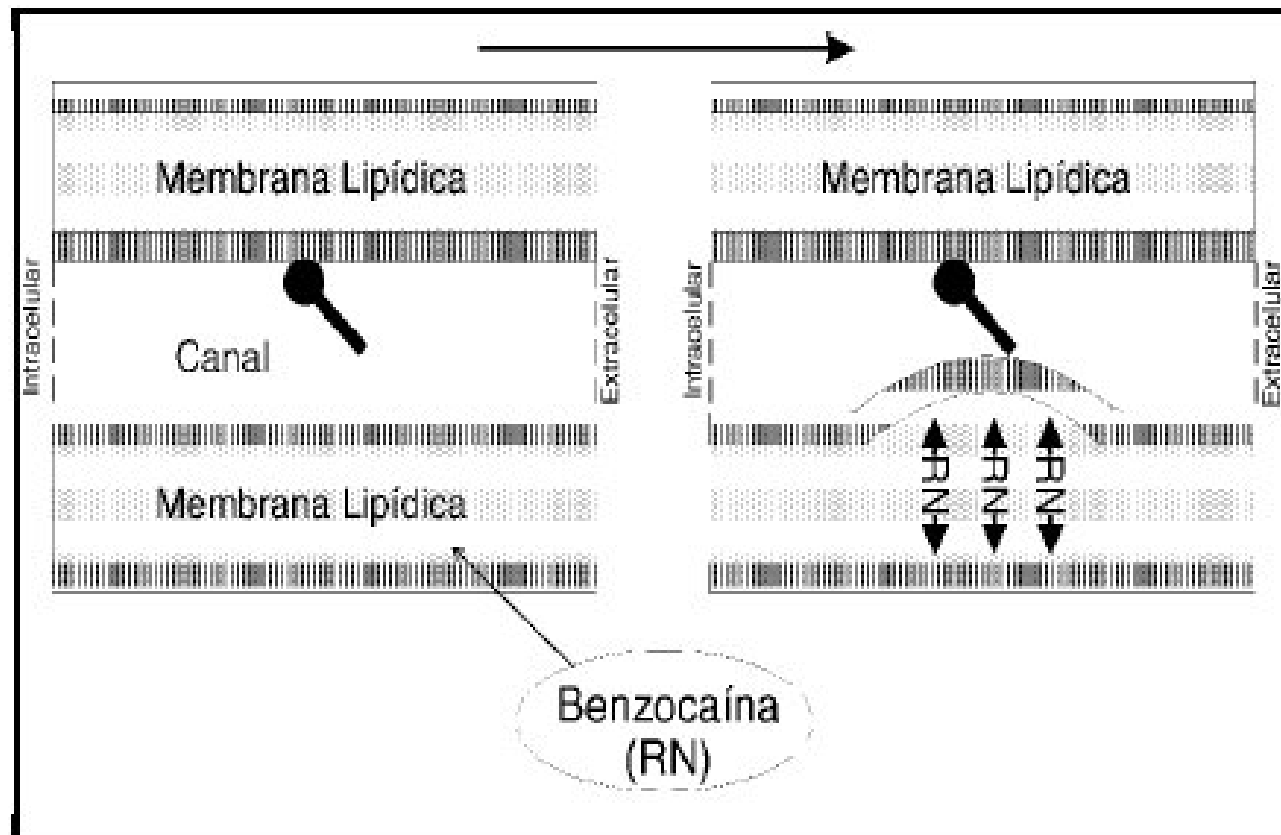 Membrana Lipídica
Membrana Lipídica
Intracelular
Canal
Extracelular
Intracelular
Extracelular
Membrana Lipídica
RN
RN
RN
Benzocaína
(RN)